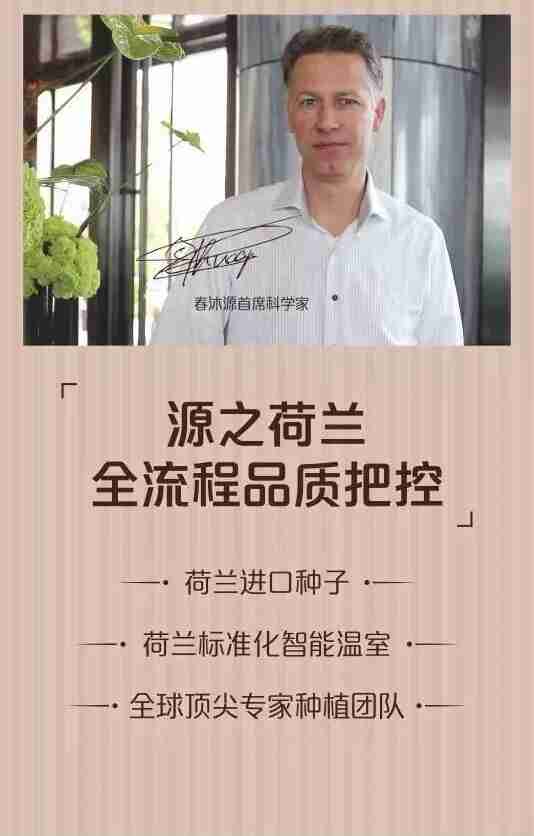 春沐源首席科学家
「源之荷兰
全流程品质把控」
荷兰进口种子
荷兰标准化智能温室
全球顶尖专家种植团队